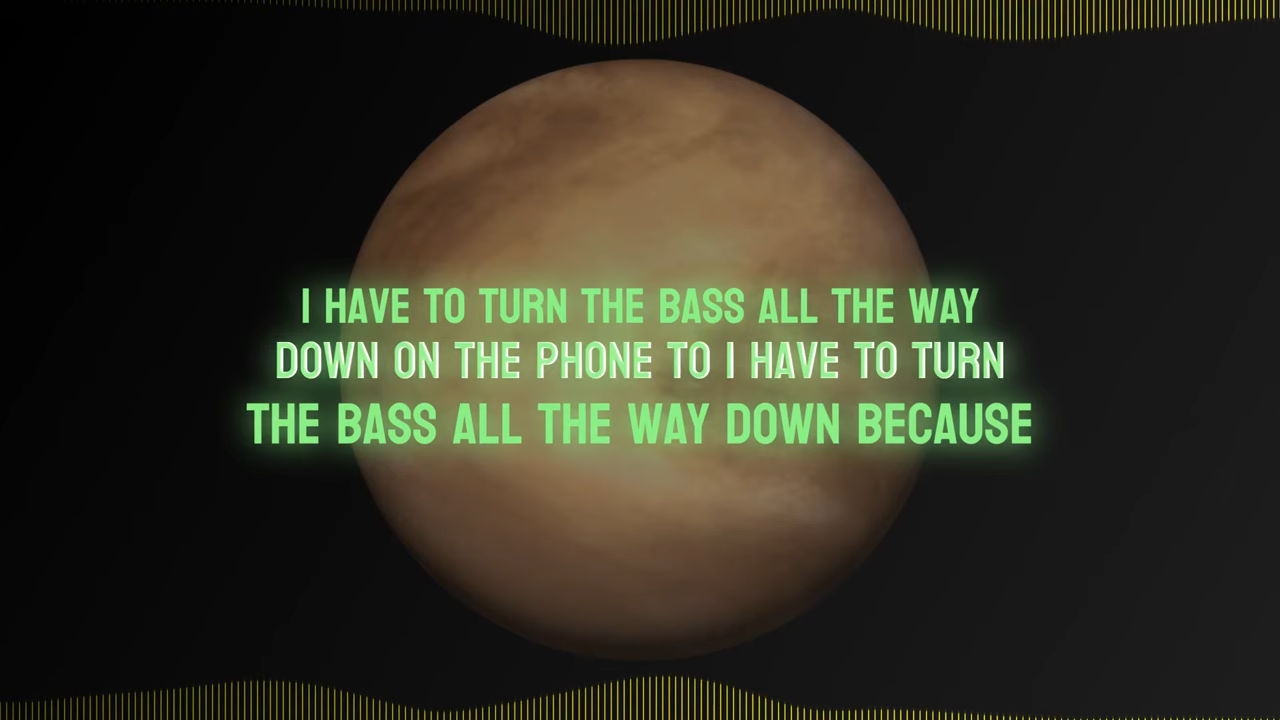 I HAVE TO TURN THE BASS ALL THE WAY
DOWN ON THE PHONE TO I HAVE TO TURN
THE BASS ALL THE WAY DOWN BECAUSE